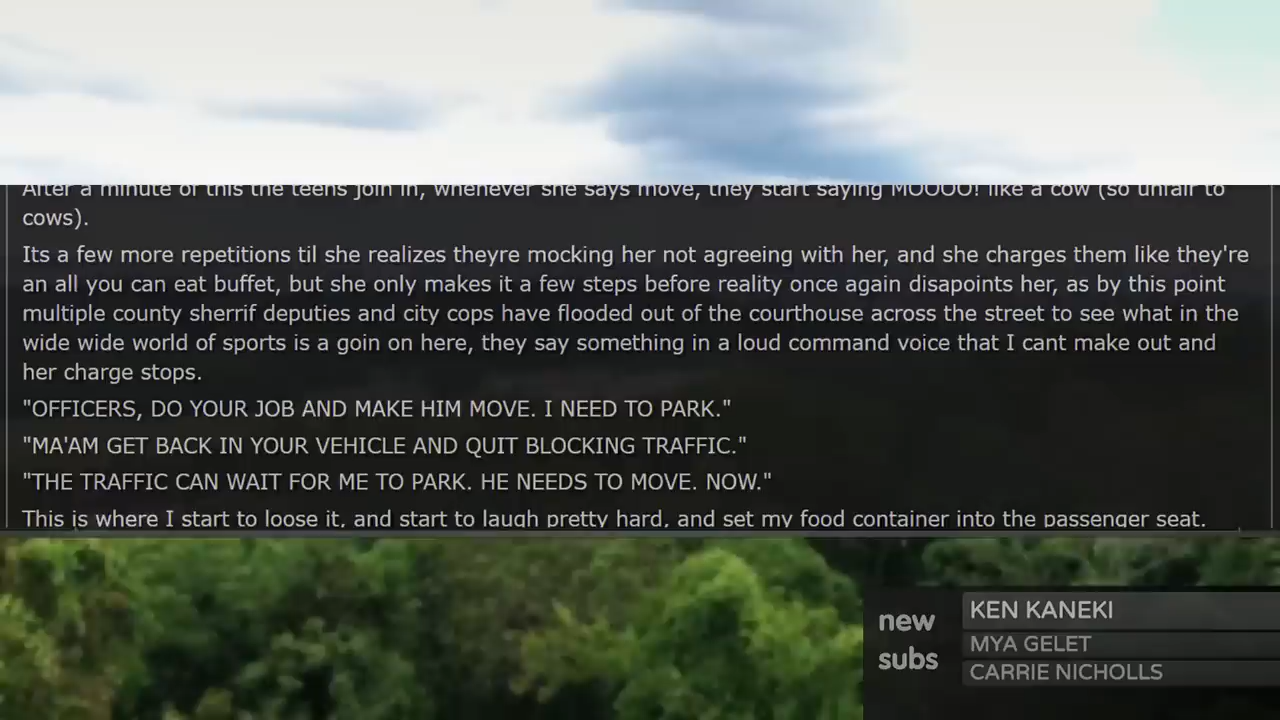 After a minute of this the teens join in, whenever she says move, they start saying MOOOO! like a cow (so unfair to
cows).
Its a few more repetitions til she realizes theyre mocking her not agreeing with her, and she charges them like they're
an all you can eat buffet, but she only makes it a few steps before reality once again disapoints her, as by this point
multiple county sherrif deputies and city cops have flooded out of the courthouse across the street to see what in the
wide wide world of sports is a goin on here, they say something in a loud command voice that I cant make out and
her charge stops.
"OFFICERS, DO YOUR JOB AND MAKE HIM MOVE. I NEED TO PARK."
"MA'AM GET BACK IN YOUR VEHICLE AND QUIT BLOCKING TRAFFIC."
"THE TRAFFIC CAN WAIT FOR ME TO PARK. HE NEEDS TO MOVE. NOW."
This is where I start to loose it, and start to laugh pretty hard, and set my food container into the passenger seat.
new
subs
KEN KANEKI
MYA GELET
CARRIE NICHOLLS